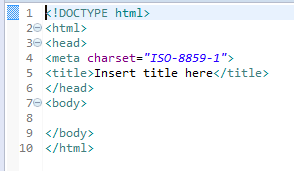 1 <!DOCTYPE html>
2 <html>
3 <head>
4 <meta charset="ISO-8859-1">
5 <title>Insert title here</title>
6 </head>
7 <body>
8
9 </body>
10 </html>